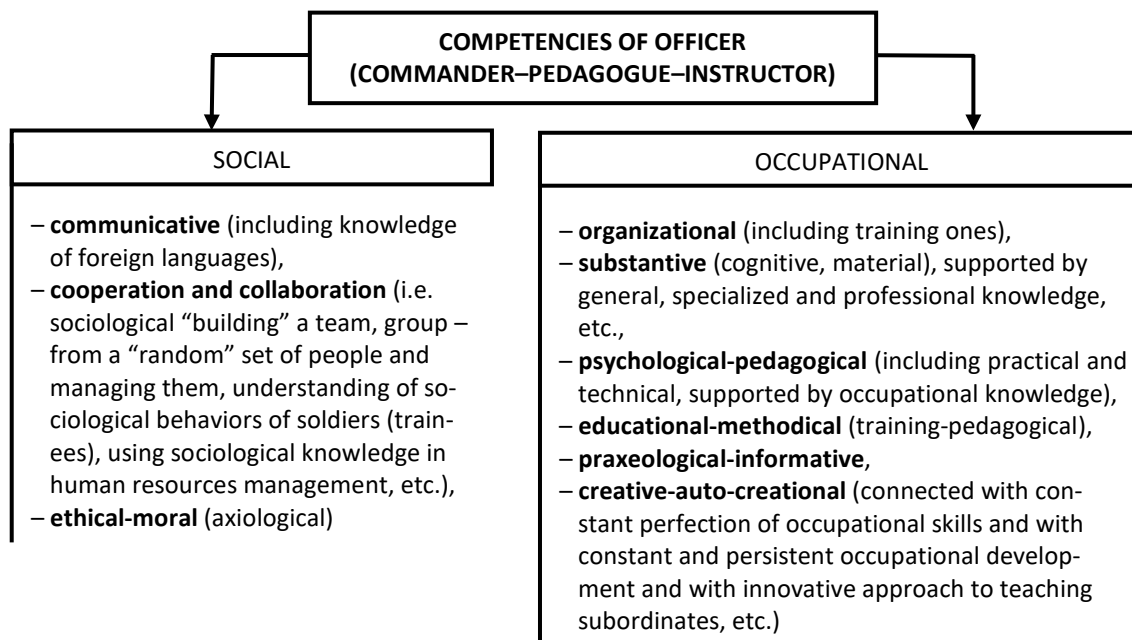 COMPETENCIES OF OFFICER
(COMMANDER–PEDAGOGUE–INSTRUCTOR)
SOCIAL
– communicative (including knowledge
of foreign languages),
– cooperation and collaboration (i.e.
sociological “building” a team, group –
from a “random” set of people and
managing them, understanding of so-
ciological behaviors of soldiers (train-
ees), using sociological knowledge in
human resources management, etc.),
– ethical-moral (axiological)
OCCUPATIONAL
– organizational (including training ones),
– substantive (cognitive, material), supported by
general, specialized and professional knowledge,
etc.,
– psychological-pedagogical (including practical and
technical, supported by occupational knowledge),
– educational-methodical (training-pedagogical),
– praxeological-informative,
– creative-auto-creational (connected with con-
stant perfection of occupational skills and with
constant and persistent occupational develop-
ment and with innovative approach to teaching
subordinates, etc.)